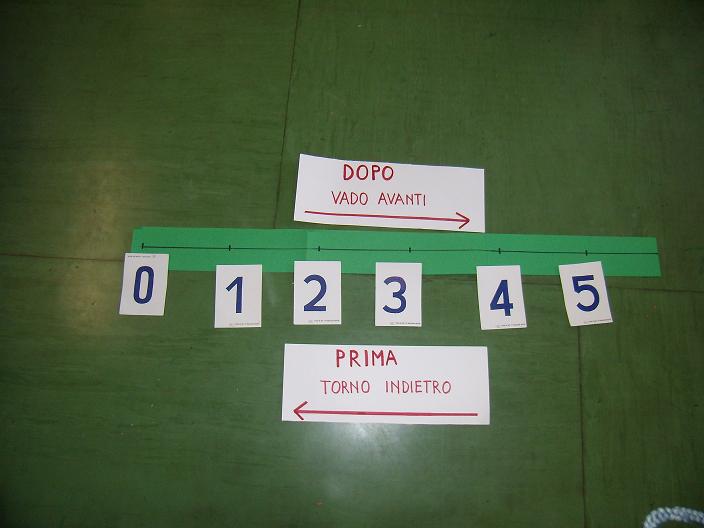 DOPO
VADO AVANTI
0 1 2 3 4 5
PRIMA
TORNO INDIETRO